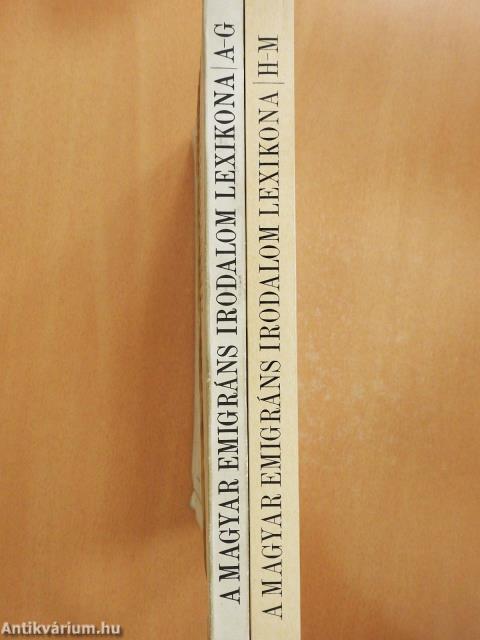 A MAGYAR EMIGRÁNS IRODALOM LEXIKONA | A–G
A MAGYAR EMIGRÁNS IRODALOM LEXIKONA | H–M
Antikvárium.hu